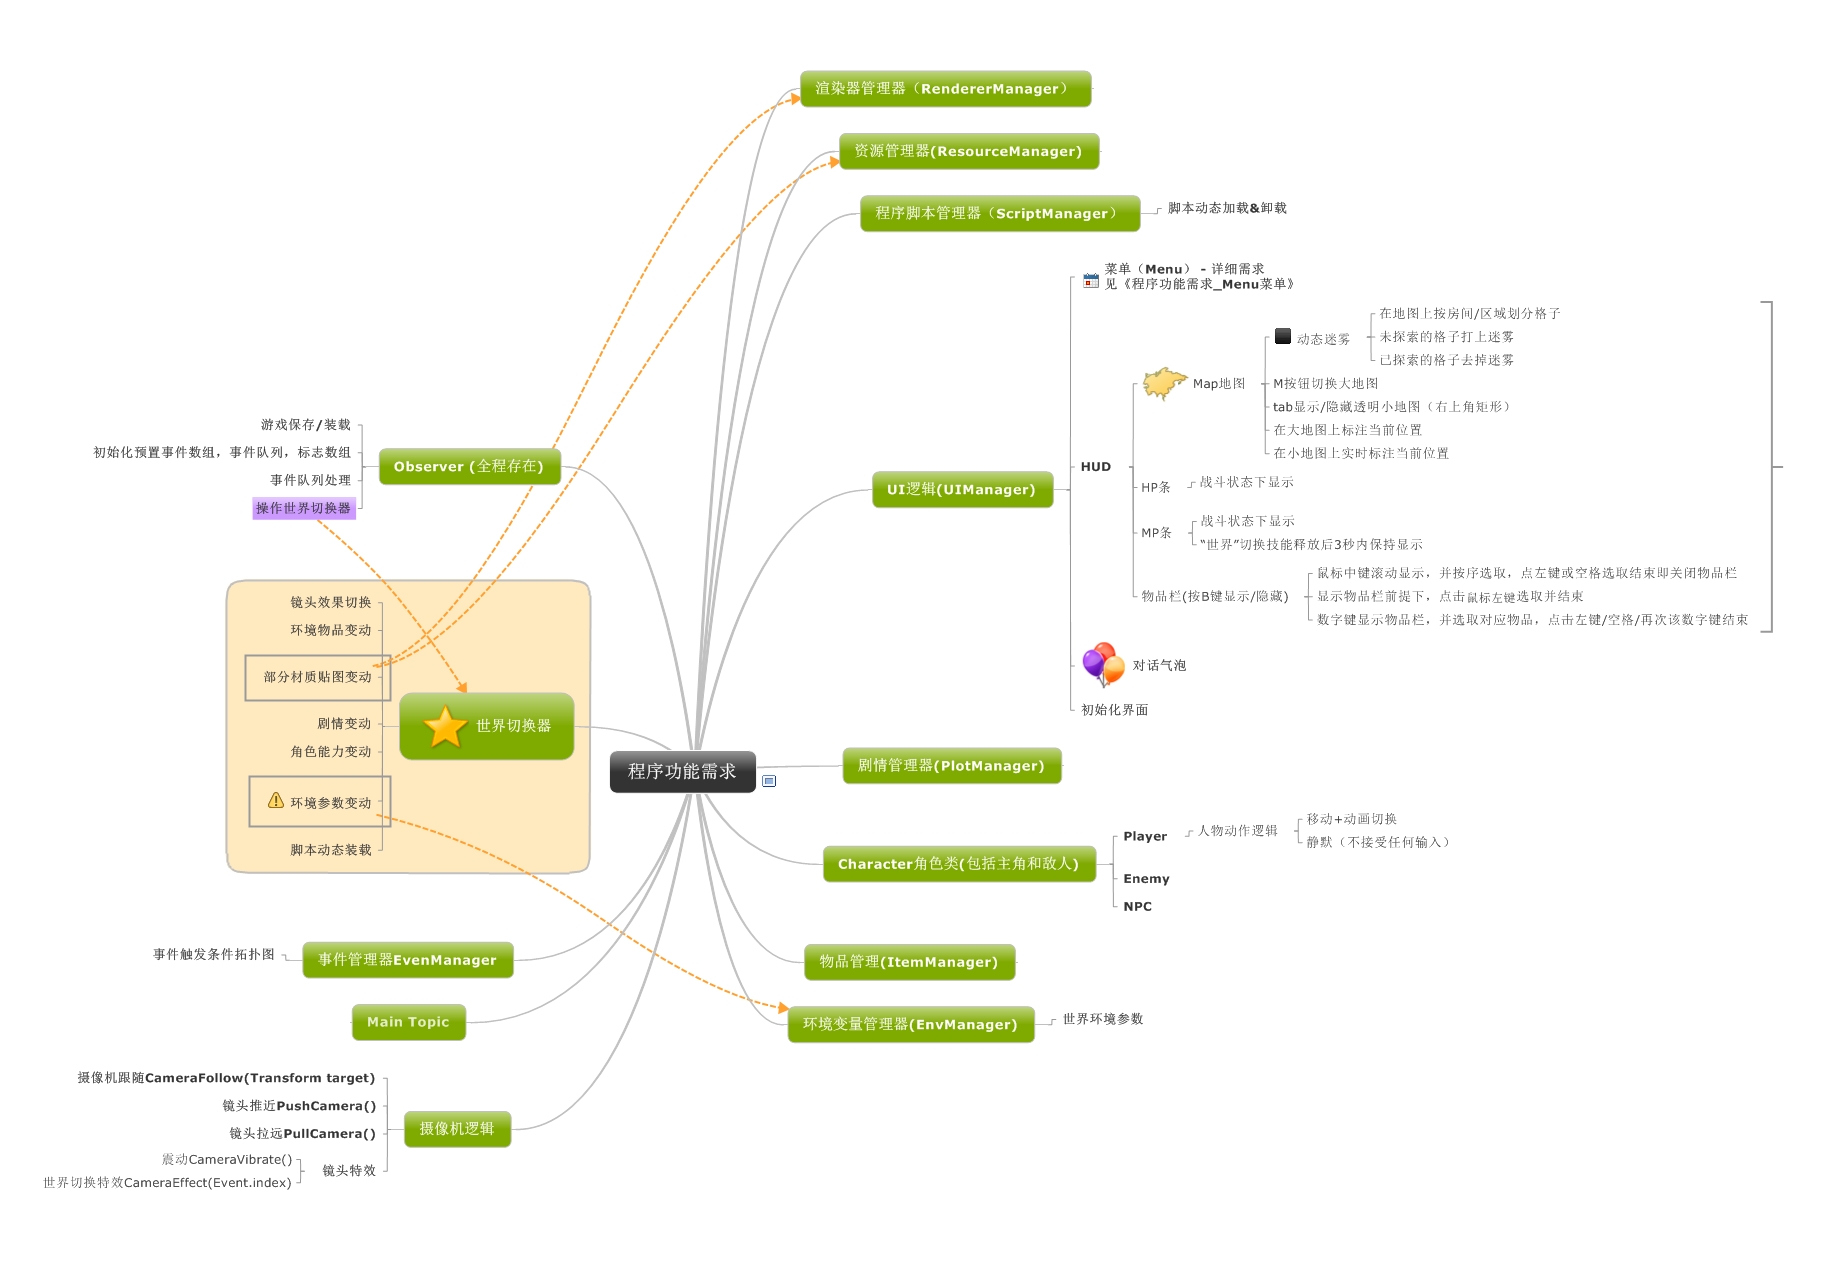 渲染器管理器（RendererManager）
资源管理器(ResourceManager)
程序脚本管理器（ScriptManager）
脚本动态加载&卸载
菜单（Menu） - 详细需求
见《程序功能需求_Menu菜单》
在地图上按房间/区域划分格子
动态迷雾
未探索的格子打上迷雾
已探索的格子去掉迷雾
Map地图
M按钮切换大地图
tab显示/隐藏透明小地图（右上角矩形）
在大地图上标注当前位置
在小地图上实时标注当前位置
UI逻辑(UIManager)
HUD
HP条
战斗状态下显示
MP条
战斗状态下显示
“世界”切换技能释放后3秒内保持显示
物品栏(按B键显示/隐藏)
鼠标中键滚动显示，并按序选取，点左键或空格选取结束即关闭物品栏
显示物品栏前提下，点击鼠标左键选取并结束
数字键显示物品栏，并选取对应物品，点击左键/空格/再次该数字键结束
对话气泡
初始化界面
游戏保存/装载
初始化预置事件数组，事件队列，标志数组
事件队列处理
操作世界切换器
Observer (全程存在)
镜头效果切换
环境物品变动
部分材质贴图变动
剧情变动
角色能力变动
环境参数变动
脚本动态装载
世界切换器
程序功能需求
剧情管理器(PlotManager)
Character角色类(包括主角和敌人)
Player
人物动作逻辑
移动+动画切换
静默（不接受任何输入）
Enemy
NPC
事件触发条件拓扑图
事件管理器EvenManager
物品管理(ItemManager)
Main Topic
环境变量管理器(EnvManager)
世界环境参数
摄像机跟随CameraFollow(Transform target)
镜头推近PushCamera()
镜头拉远PullCamera()
摄像机逻辑
震动CameraVibrate()
镜头特效
世界切换特效CameraEffect(Event.index)